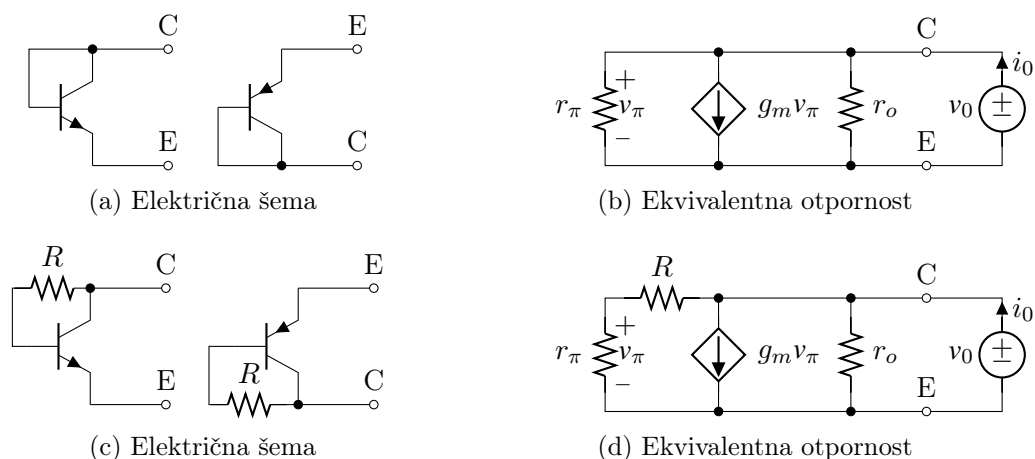 C
E
E
C
(a) Električna šema
C
+
r_π
v_π
−
g_m v_π
r_o
E
v_0
±
i_0
(b) Ekvivalentna otpornost
R
C
E
E
R
C
(c) Električna šema
R
C
+
r_π
v_π
−
g_m v_π
r_o
E
v_0
±
i_0
(d) Ekvivalentna otpornost